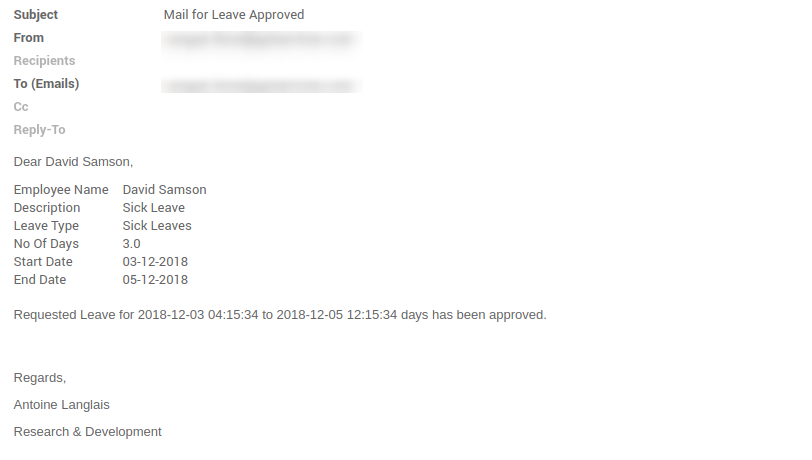 Subject Mail for Leave Approved
From
Recipients
To (Emails)
Cc
Reply-To
Dear David Samson,
Employee Name David Samson
Description Sick Leave
Leave Type Sick Leaves
No Of Days 3.0
Start Date 03-12-2018
End Date 05-12-2018
Requested Leave for 2018-12-03 04:15:34 to 2018-12-05 12:15:34 days has been approved.
Regards,
Antoine Langlais
Research & Development